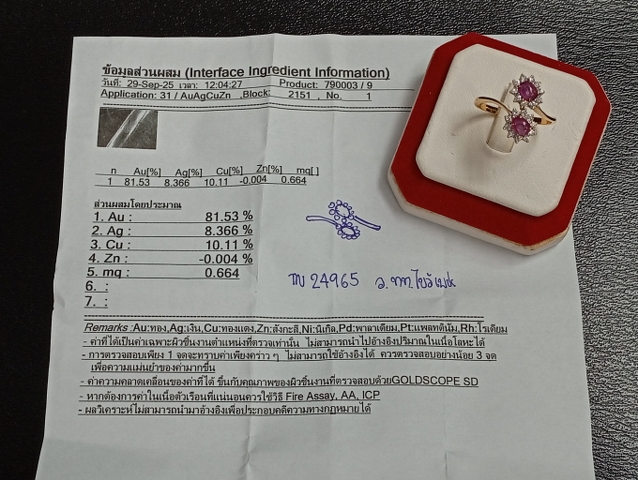 ข้อมูลส่วนผสม (Interface Ingredient Information)
วันที่: 29-Sep-25 เวลา: 12:04:27 Product: 790003 / 9
Application: 31 / AuAgCuZn Block: 2151 , No. 1
n Au[%] Ag[%] Cu[%] Zn[%] mq[ ]
1 81.53 8.366 10.11 -0.004 0.664
ส่วนผสมโดยประมาณ
1. Au : 81.53 %
2. Ag : 8.366 %
3. Cu : 10.11 %
4. Zn : -0.004 %
5. mq : 0.664
6. :
7. :
TN 24965
Remarks :Au:ทอง,Ag:เงิน,Cu:ทองแดง,Zn:สังกะสี,Ni:นิเกิล,Pd:พาลาเดียม,Pt:แพลทตินัม,Rh:โรเดียม
- ค่าที่ได้เป็นค่าเฉพาะผิวชิ้นงานตำแหน่งที่ตรวจเท่านั้น ไม่สามารถนำไปอ้างอิงปริมาณในเนื้อโลหะได้
- การตรวจสอบเพียง 1 จุดจะทราบค่าเพียงคร่าว ๆ ไม่สามารถใช้อ้างอิงได้ ควรตรวจสอบอย่างน้อย 3 จุด
เพื่อความแม่นยำของค่ามากขึ้น
- ค่าความคลาดเคลื่อนของค่าที่ได้ ขึ้นกับคุณภาพของผิวชิ้นงานที่ตรวจสอบด้วยGOLDSCOPE SD
- หากต้องการค่าในเนื้อตัวเรือนที่แน่นอนควรใช้วิธี Fire Assay, AA, ICP
- ผลวิเคราะห์ไม่สามารถนำมาอ้างอิงเพื่อประกอบคดีความทางกฎหมายได้